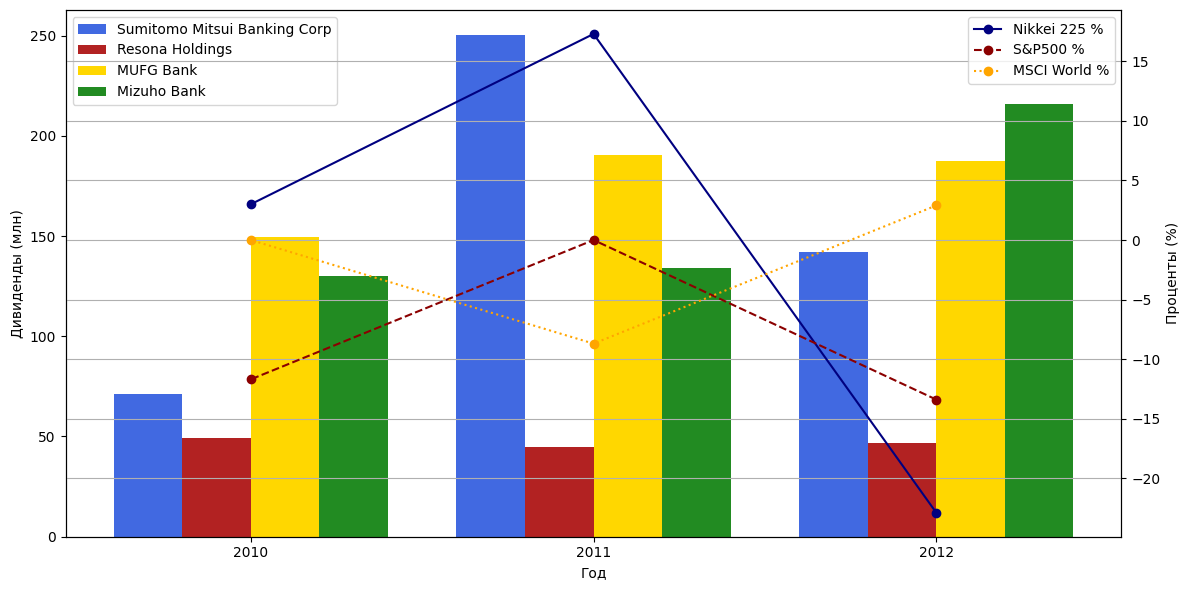 Sumitomo Mitsui Banking Corp
Resona Holdings
MUFG Bank
Mizuho Bank
Nikkei 225 %
S&P500 %
MSCI World %
Дивиденды (млн)
250
200
150
100
50
0
15
10
5
0
−5
−10
−15
−20
Проценты (%)
2010
2011
2012
Год